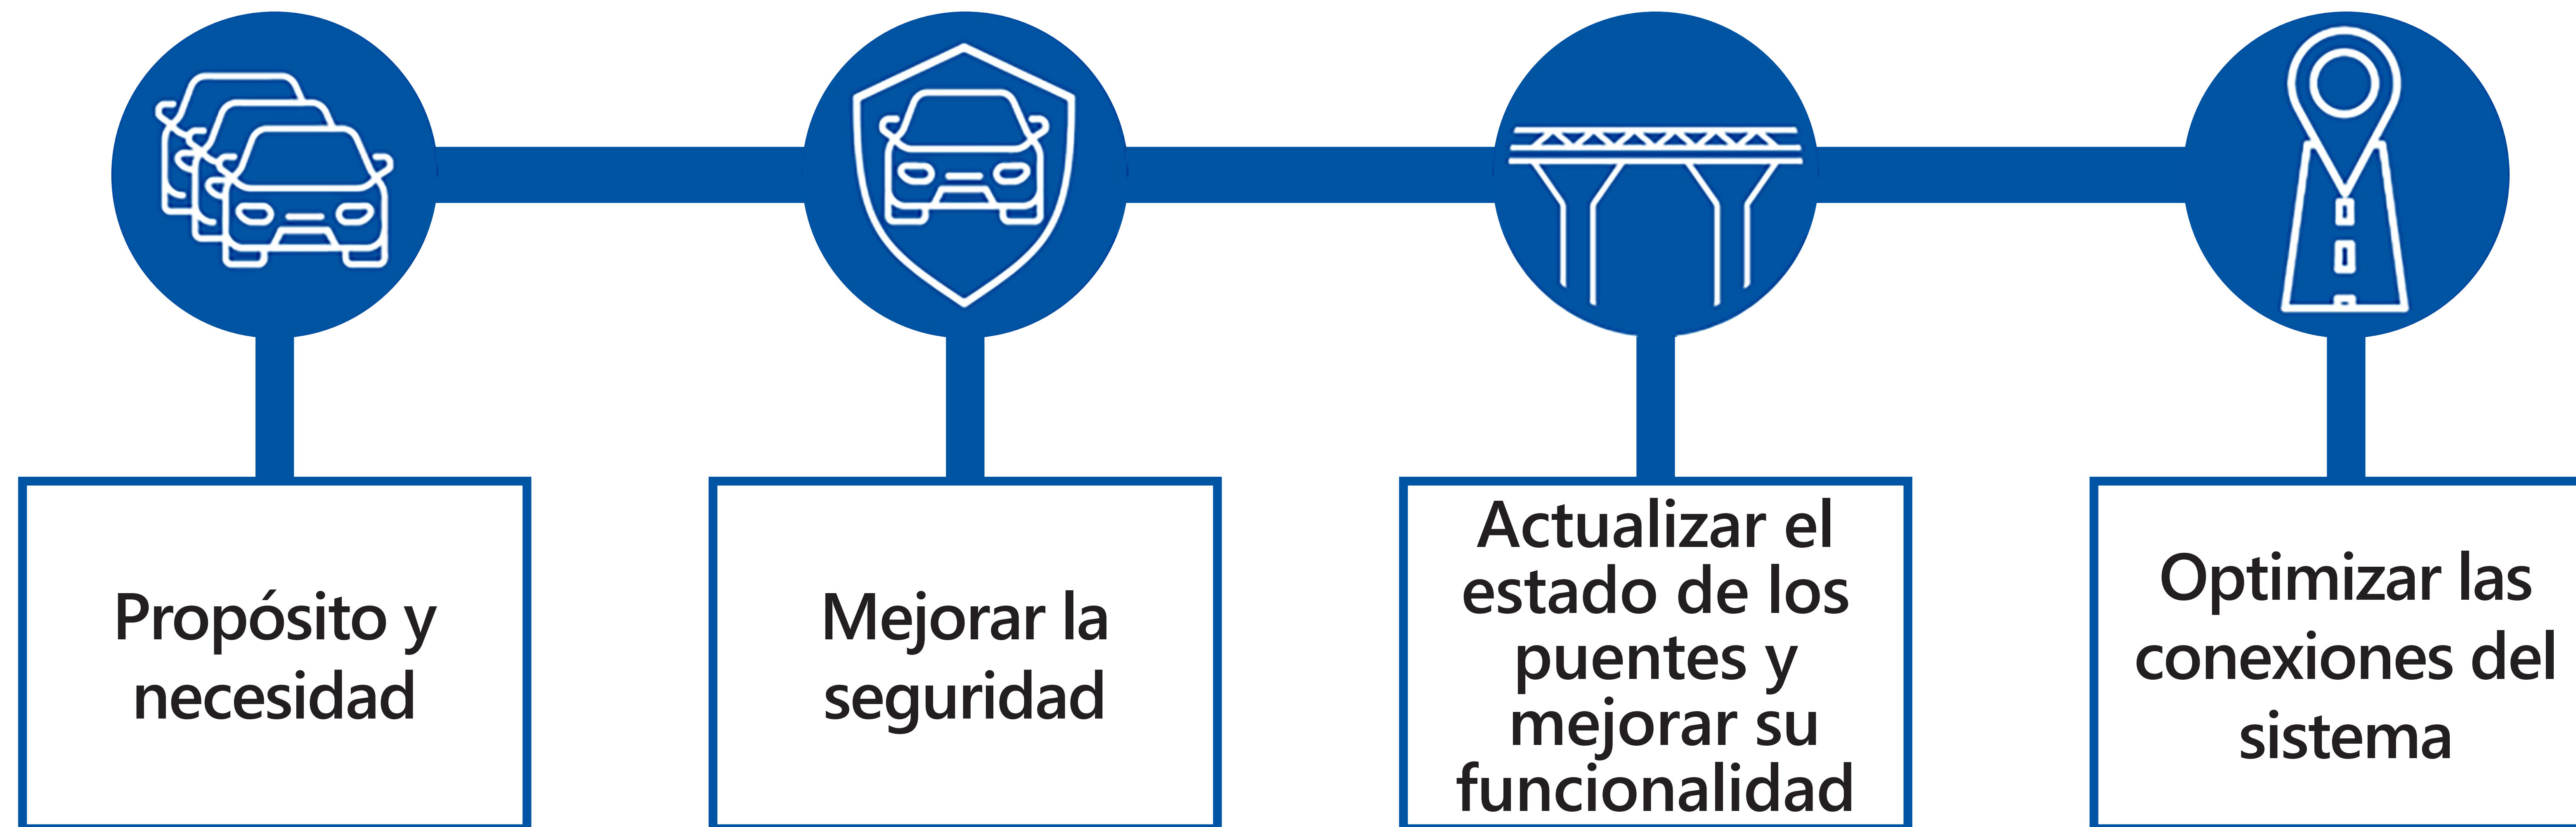 Propósito y
necesidad
Mejorar la
seguridad
Actualizar el
estado de los
puentes y
mejorar su
funcionalidad
Optimizar las
conexiones del
sistema